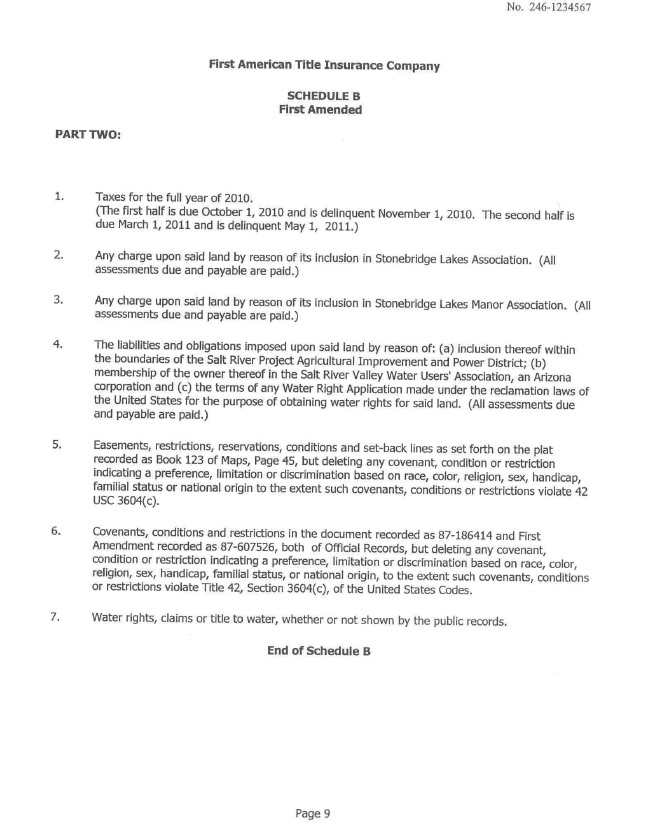 No. 246-1234567
First American Title Insurance Company
SCHEDULE B
First Amended
PART TWO:
1. Taxes for the full year of 2010.
(The first half is due October 1, 2010 and is delinquent November 1, 2010. The second half is
due March 1, 2011 and is delinquent May 1, 2011.)
2. Any charge upon said land by reason of its inclusion in Stonebridge Lakes Association. (All
assessments due and payable are paid.)
3. Any charge upon said land by reason of its inclusion in Stonebridge Lakes Manor Association. (All
assessments due and payable are paid.)
4. The liabilities and obligations imposed upon said land by reason of: (a) inclusion thereof within
the boundaries of the Salt River Project Agricultural Improvement and Power District; (b)
membership of the owner thereof in the Salt River Valley Water Users' Association, an Arizona
corporation and (c) the terms of any Water Right Application made under the reclamation laws of
the United States for the purpose of obtaining water rights for said land. (All assessments due
and payable are paid.)
5. Easements, restrictions, reservations, conditions and set-back lines as set forth on the plat
recorded as Book 123 of Maps, Page 45, but deleting any covenant, condition or restriction
indicating a preference, limitation or discrimination based on race, color, religion, sex, handicap,
familial status or national origin to the extent such covenants, conditions or restrictions violate 42
USC 3604(c).
6. Covenants, conditions and restrictions in the document recorded as 87-186414 and First
Amendment recorded as 87-607526, both of Official Records, but deleting any covenant,
condition or restriction indicating a preference, limitation or discrimination based on race, color,
religion, sex, handicap, familial status, or national origin, to the extent such covenants, conditions
or restrictions violate Title 42, Section 3604(c), of the United States Codes.
7. Water rights, claims or title to water, whether or not shown by the public records.
End of Schedule B
Page 9